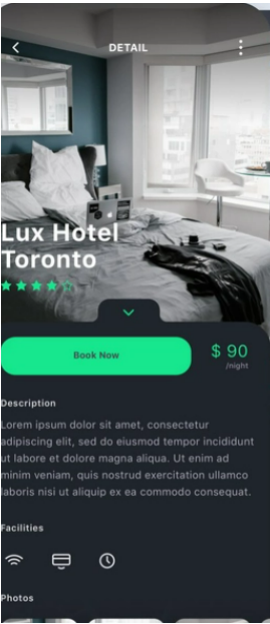 DETAIL
Lux Hotel
Toronto
Book Now
$ 90
/night
Description
Lorem ipsum dolor sit amet, consectetur
adipiscing elit, sed do eiusmod tempor incididunt
ut labore et dolore magna aliqua. Ut enim ad
minim veniam, quis nostrud exercitation ullamco
laboris nisi ut aliquip ex ea commodo consequat.
Facilities
Photos